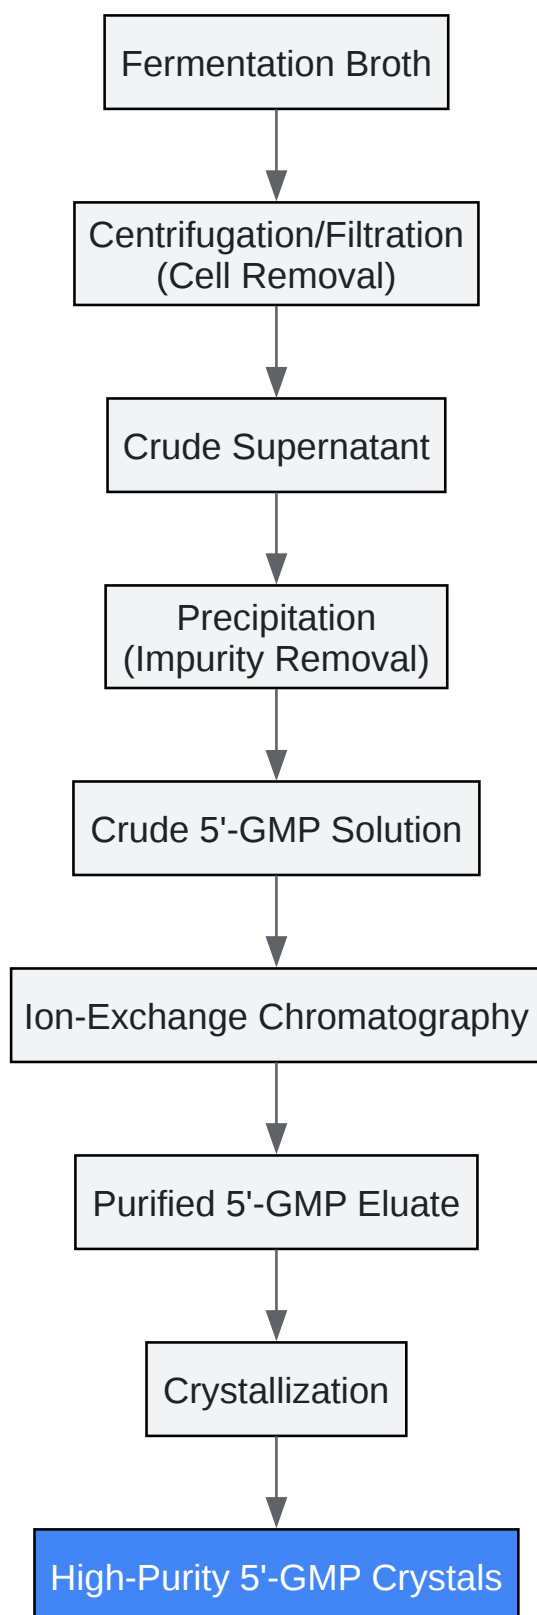 Fermentation Broth
Centrifugation/Filtration
(Cell Removal)
Crude Supernatant
Precipitation
(Impurity Removal)
Crude 5'-GMP Solution
Ion-Exchange Chromatography
Purified 5'-GMP Eluate
Crystallization
High-Purity 5'-GMP Crystals